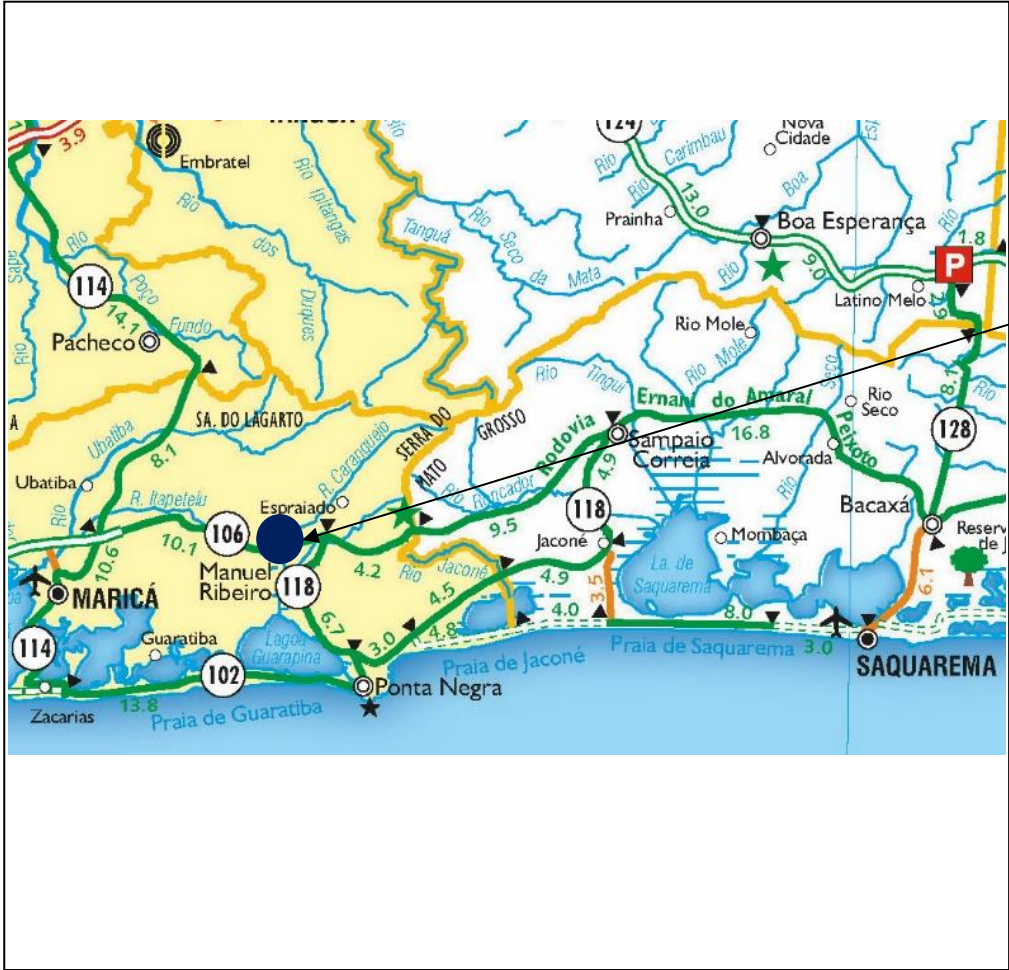 124
Nova
Cidade
3.9
Embratel
Rio
Carimbau
Rio Ipitangas
Rio
13.0
Boa
Prainha
Boa Esperança
Rio
Tanguá
Rio
Seco
da Mata
Rio
1.8
P
9.0
Rio
dos
Duques
114
14.1
Poço
Fundo
Pacheco
Latino Melo
Rio Mole
Rio Mole
Rio
Tingui
8.1
Rio
Seco
Rio
Seco
128
SA. DO LAGARTO
SERRA DO
MATO
GROSSO
Rodovia
Ernani do Amaral
Peixoto
16.8
Sampaio
Correia
Alvorada
Rio
Bacaxá
Ubatiba
Rio
Ubatiba
8.1
R. Itapeteiu
Espraiado
R. Caranguejo
Rio
Roncador
4.9
118
9.5
106
10.1
Manuel
Ribeiro
118
4.2
Rio
Jaconé
Jaconé
Mombaça
La. de
Saquarema
Reserv
de J
10.6
MARICÁ
4.5
4.9
3.5
6.1
6.7
3.0
4.8
4.0
8.0
3.0
Guaratiba
Lagoa
Guarapina
Praia de Jaconé
Praia de Saquarema
SAQUAREMA
114
102
Ponta Negra
Zacarias
13.8
Praia de Guaratiba